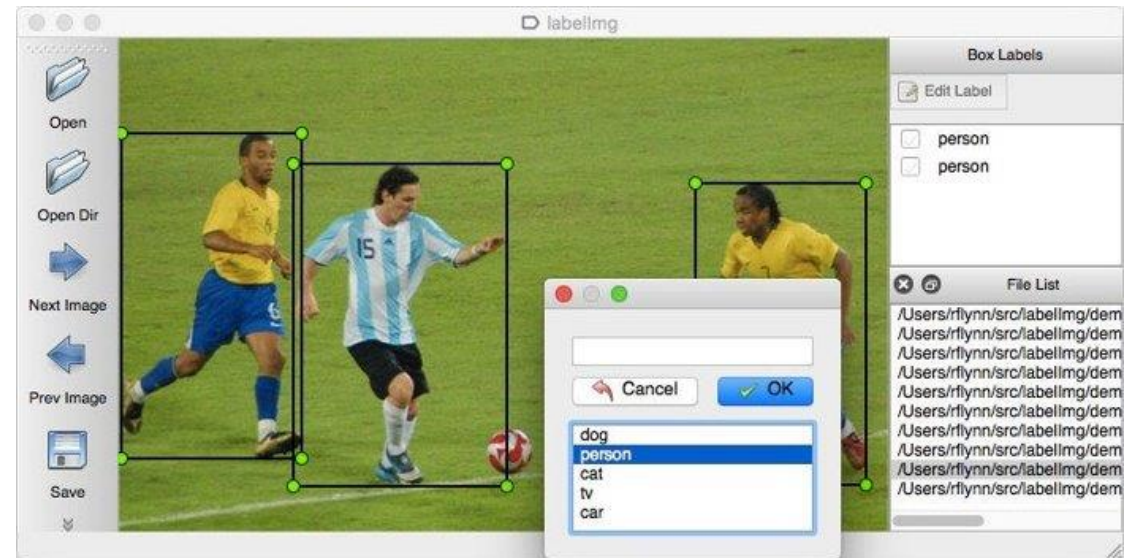 labelImg
Open
Open Dir
Next Image
Prev Image
Save
6
6
15
7
Cancel
OK
dog
person
cat
tv
car
Box Labels
Edit Label
person
person
File List
/Users/rflynn/src/labelImg/dem
/Users/rflynn/src/labelImg/dem
/Users/rflynn/src/labelImg/dem
/Users/rflynn/src/labelImg/dem
/Users/rflynn/src/labelImg/dem
/Users/rflynn/src/labelImg/dem
/Users/rflynn/src/labelImg/dem
/Users/rflynn/src/labelImg/dem
/Users/rflynn/src/labelImg/dem
/Users/rflynn/src/labelImg/dem